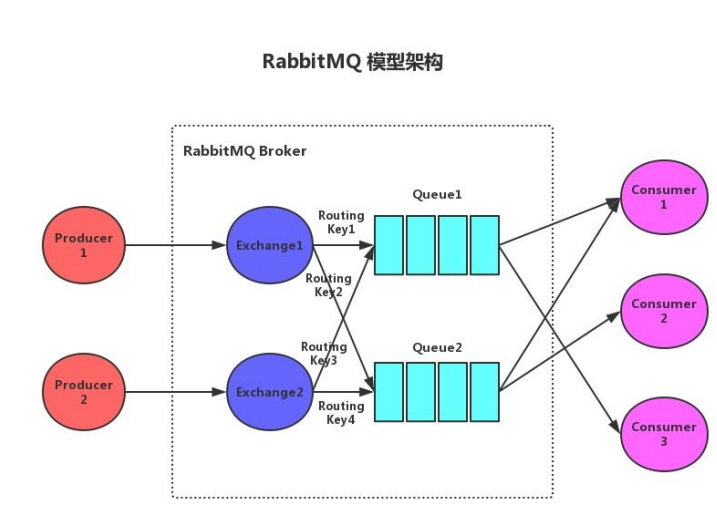 RabbitMQ 模型架构
RabbitMQ Broker
Producer
1
Producer
2
Exchange1
Exchange2
Routing
Key1
Routing
Key2
Routing
Key3
Routing
Key4
Queue1
Queue2
Consumer
1
Consumer
2
Consumer
3